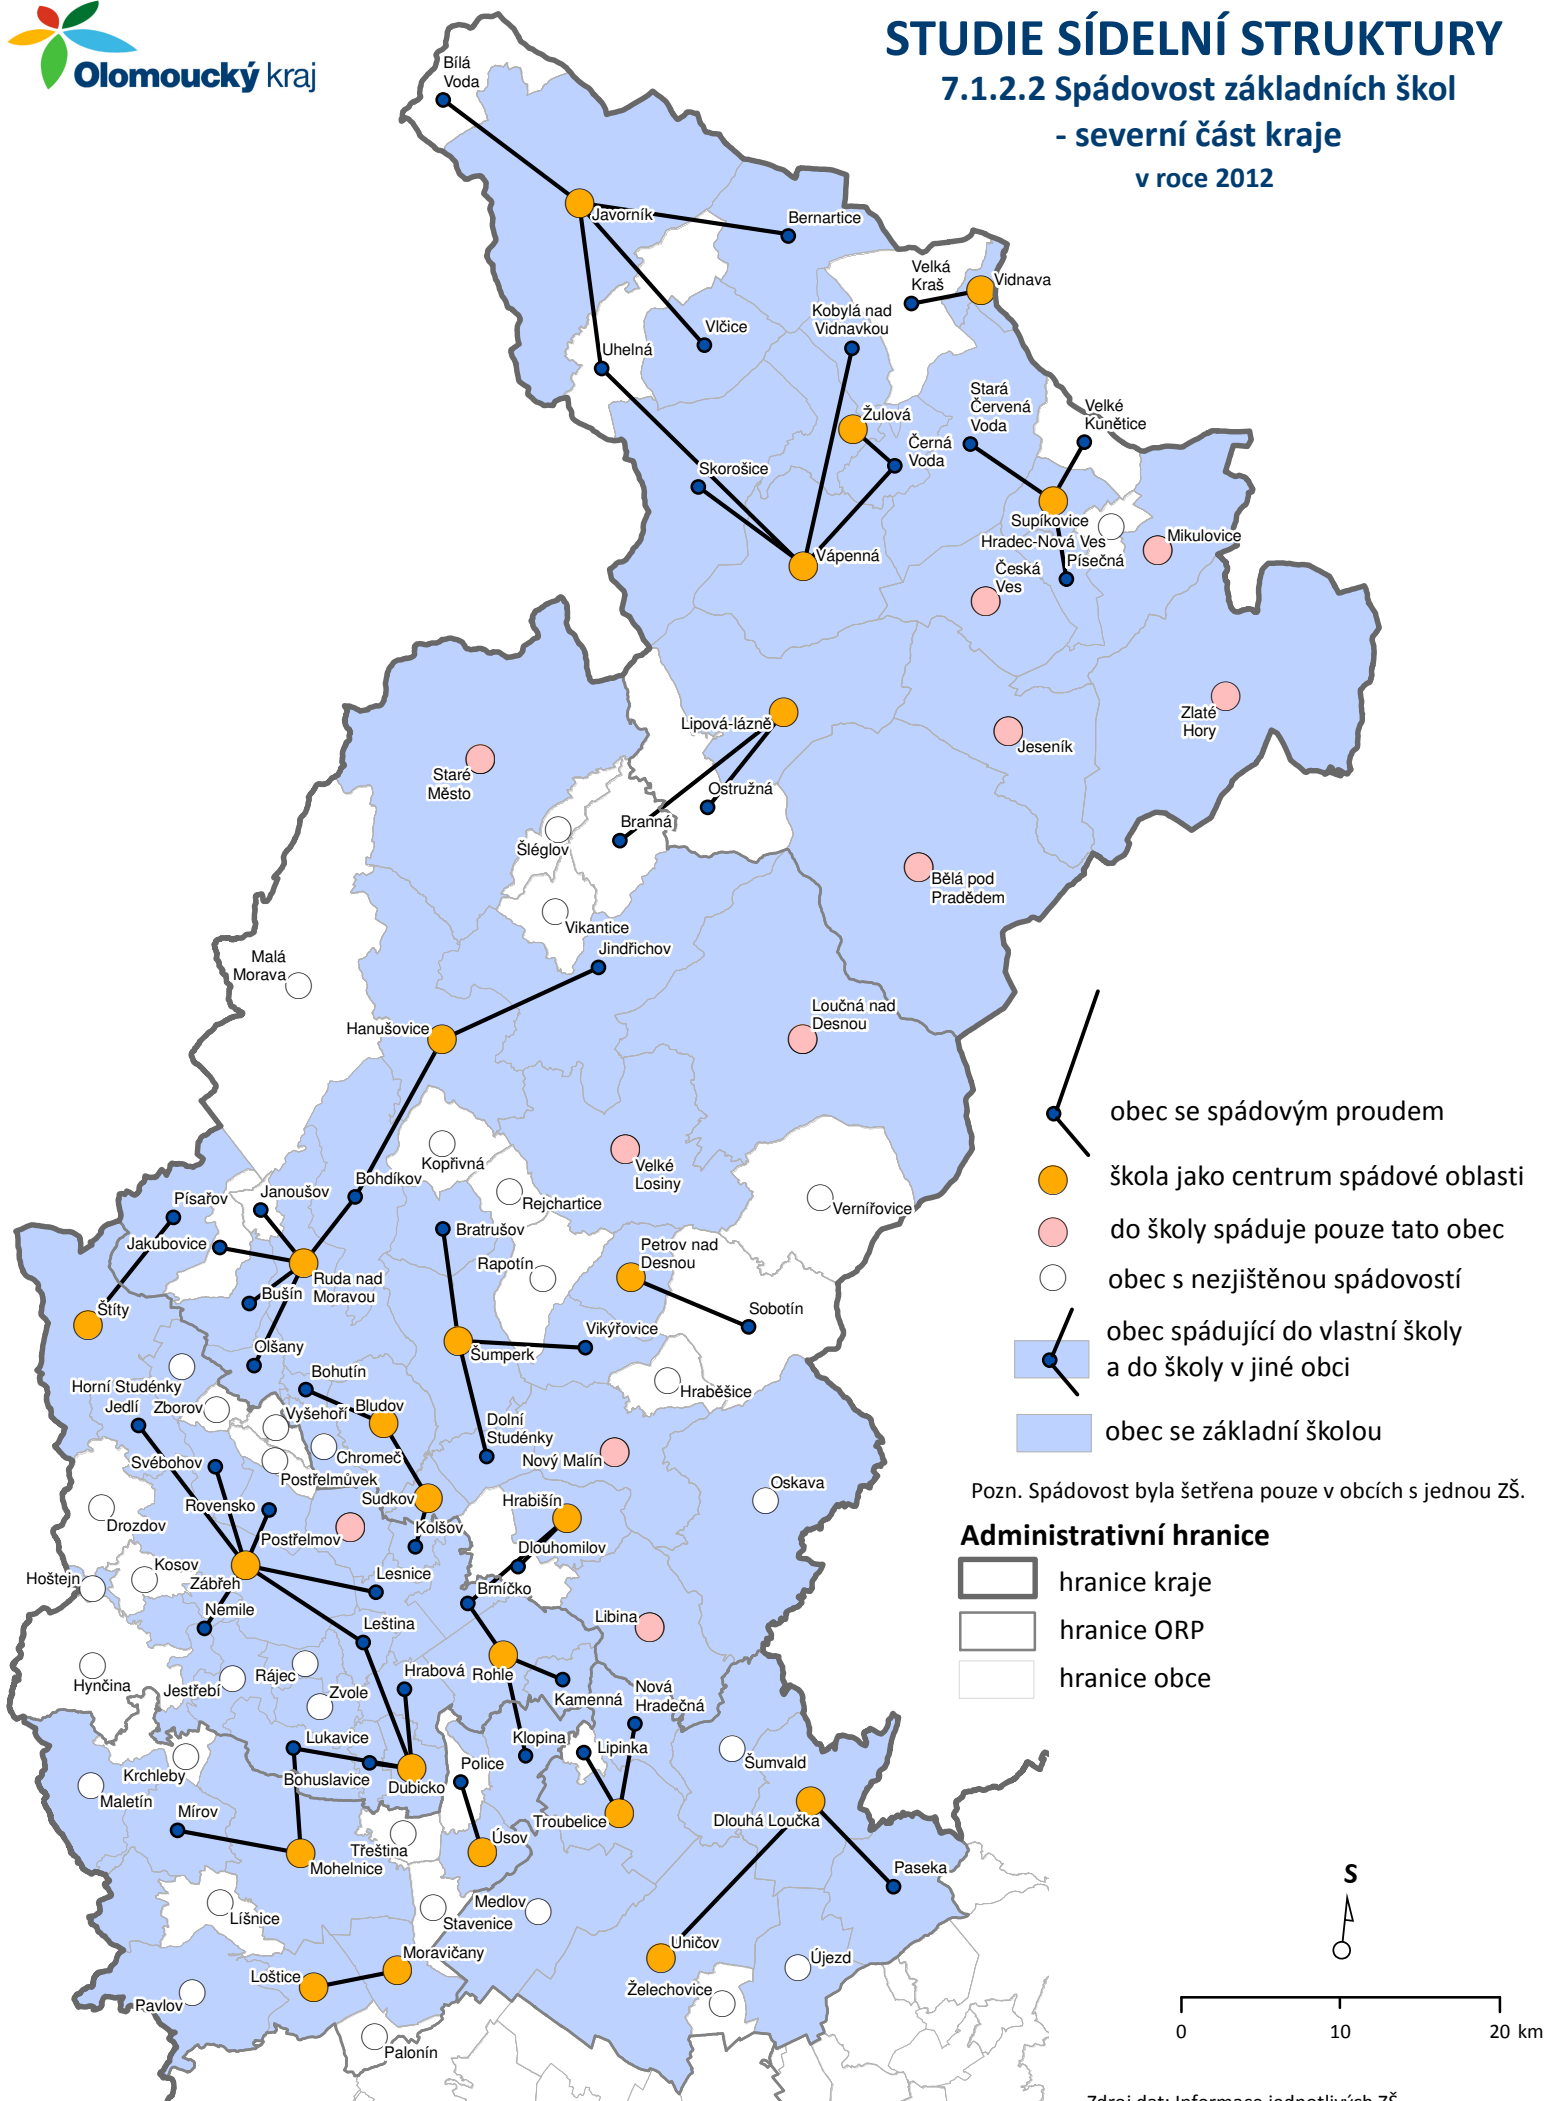 Olomoucký kraj
STUDIE SÍDELNÍ STRUKTURY
7.1.2.2 Spádovost základních škol
- severní část kraje
v roce 2012
Bílá
Voda
Javorník
Bernartice
Velká
Kraš
Vidnava
Kobylá nad
Vidnavkou
Vlčice
Uhelná
Stará
Červená
Voda
Velké
Kunětice
Žulová
Černá
Voda
Skorošice
Supíkovice
Hradec-Nová Ves
Mikulovice
Vápenná
Písečná
Česká
Ves
Zlaté
Hory
Lipová-lázně
Jeseník
Staré
Město
Ostružná
Branná
Šléglov
Bělá pod
Pradědem
Vikantice
Jindřichov
Malá
Morava
Loučná nad
Desnou
Hanušovice
obec se spádovým proudem
Kopřivná
Velké
Losiny
škola jako centrum spádové oblasti
Bohdíkov
Písařov
Janoušov
Rejchartice
Vernířovice
Bratrušov
do školy spáduje pouze tato obec
Jakubovice
Petrov nad
Desnou
Rapotín
obec s nezjištěnou spádovostí
Ruda nad
Moravou
Bušín
Štíty
Sobotín
Vikýřovice
obec spádující do vlastní školy
a do školy v jiné obci
Olšany
Šumperk
Bohutín
Horní Studénky
Hraběšice
Jedlí
Zborov
Vyšehoří
Bludov
Dolní
Studénky
obec se základní školou
Chromeč
Svébohov
Nový Malín
Postřelmůvek
Oskava
Pozn. Spádovost byla šetřena pouze v obcích s jednou ZŠ.
Rovensko
Sudkov
Hrabišín
Drozdov
Kolšov
Administrativní hranice
Postřelmov
Dlouhomilov
Kosov
Hoštejn
Zábřeh
Lesnice
Brníčko
hranice kraje
Nemile
Libina
Leština
hranice ORP
Rájec
Hrabová
Rohle
Hynčina
Jestřebí
Zvole
Kamenná
Nová
Hradečná
hranice obce
Lukavice
Klopina
Lipinka
Šumvald
Krchleby
Bohuslavice
Police
Dubicko
Maletín
Mírov
Troubelice
Dlouhá Loučka
Třeština
Úsov
Mohelnice
Paseka
S
Líšnice
Medlov
Stavenice
Uničov
Moravičany
Újezd
Loštice
Želechovice
Pavlov
Palonín
0
10
20 km